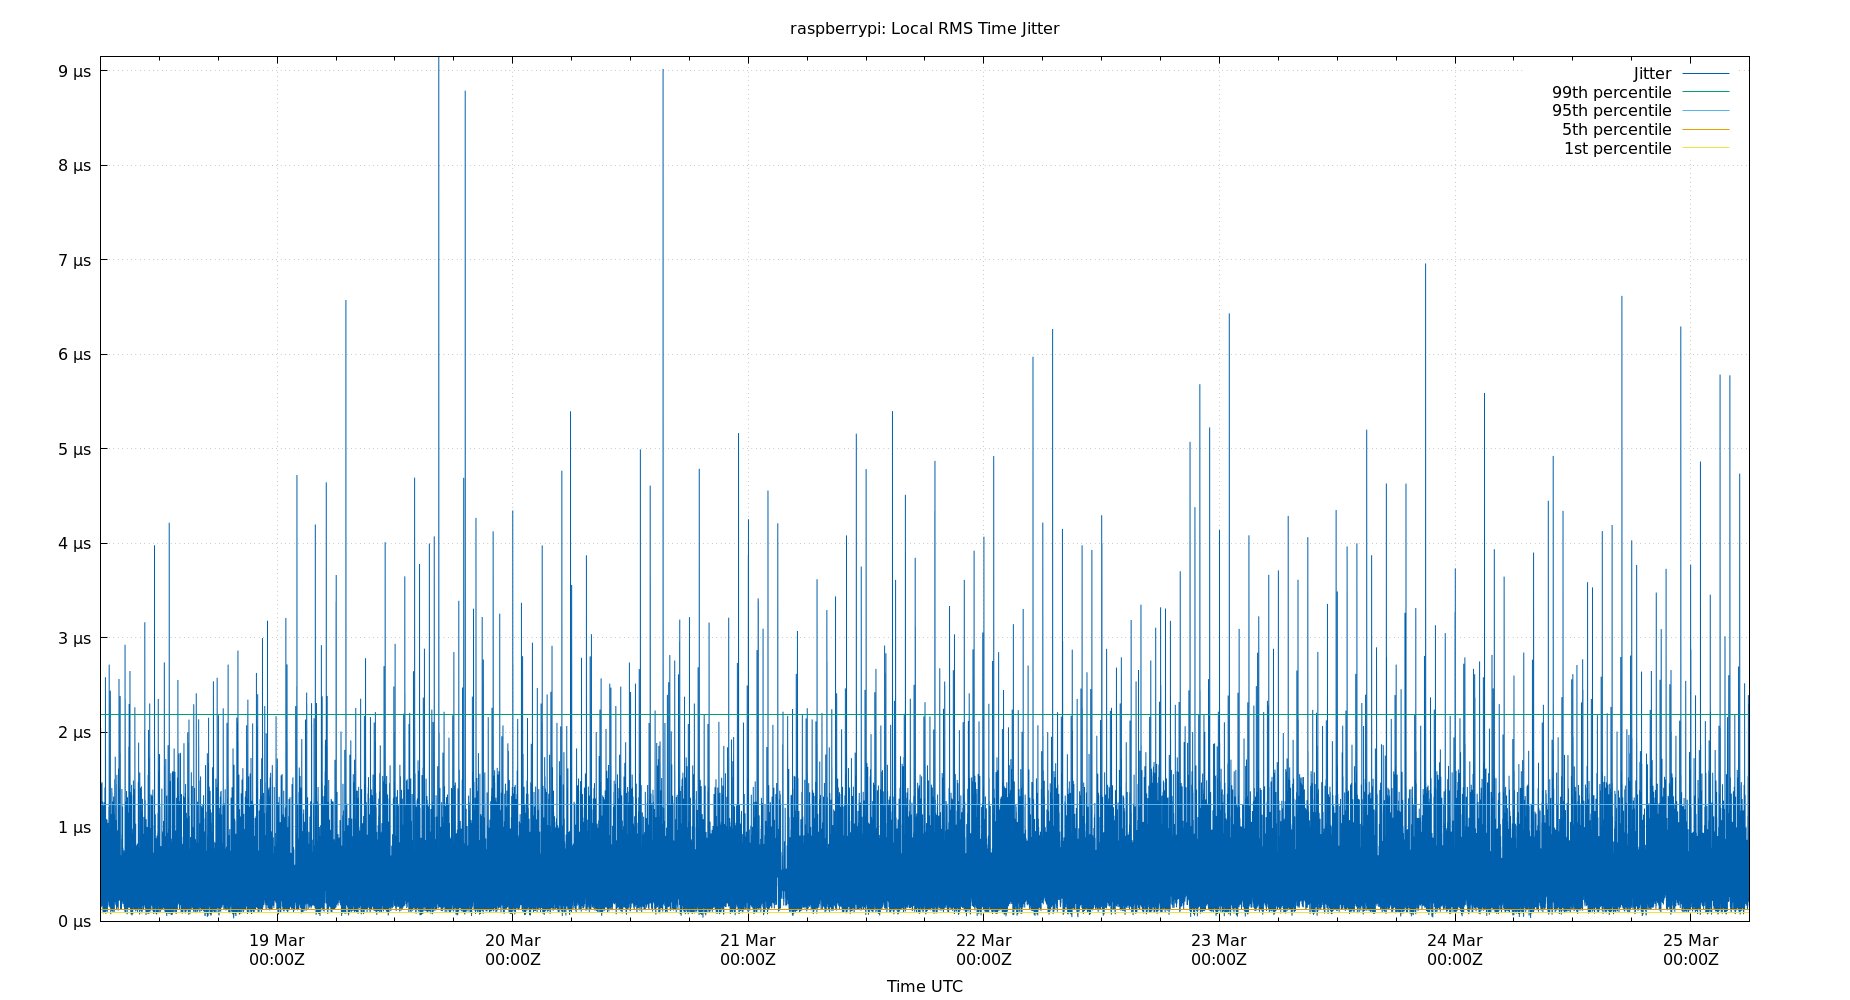 raspberrypi: Local RMS Time Jitter
9 µs
8 µs
7 µs
6 µs
5 µs
4 µs
3 µs
2 µs
1 µs
0 µs
Jitter
99th percentile
95th percentile
5th percentile
1st percentile
19 Mar
00:00Z
20 Mar
00:00Z
21 Mar
00:00Z
22 Mar
00:00Z
23 Mar
00:00Z
24 Mar
00:00Z
25 Mar
00:00Z
Time UTC